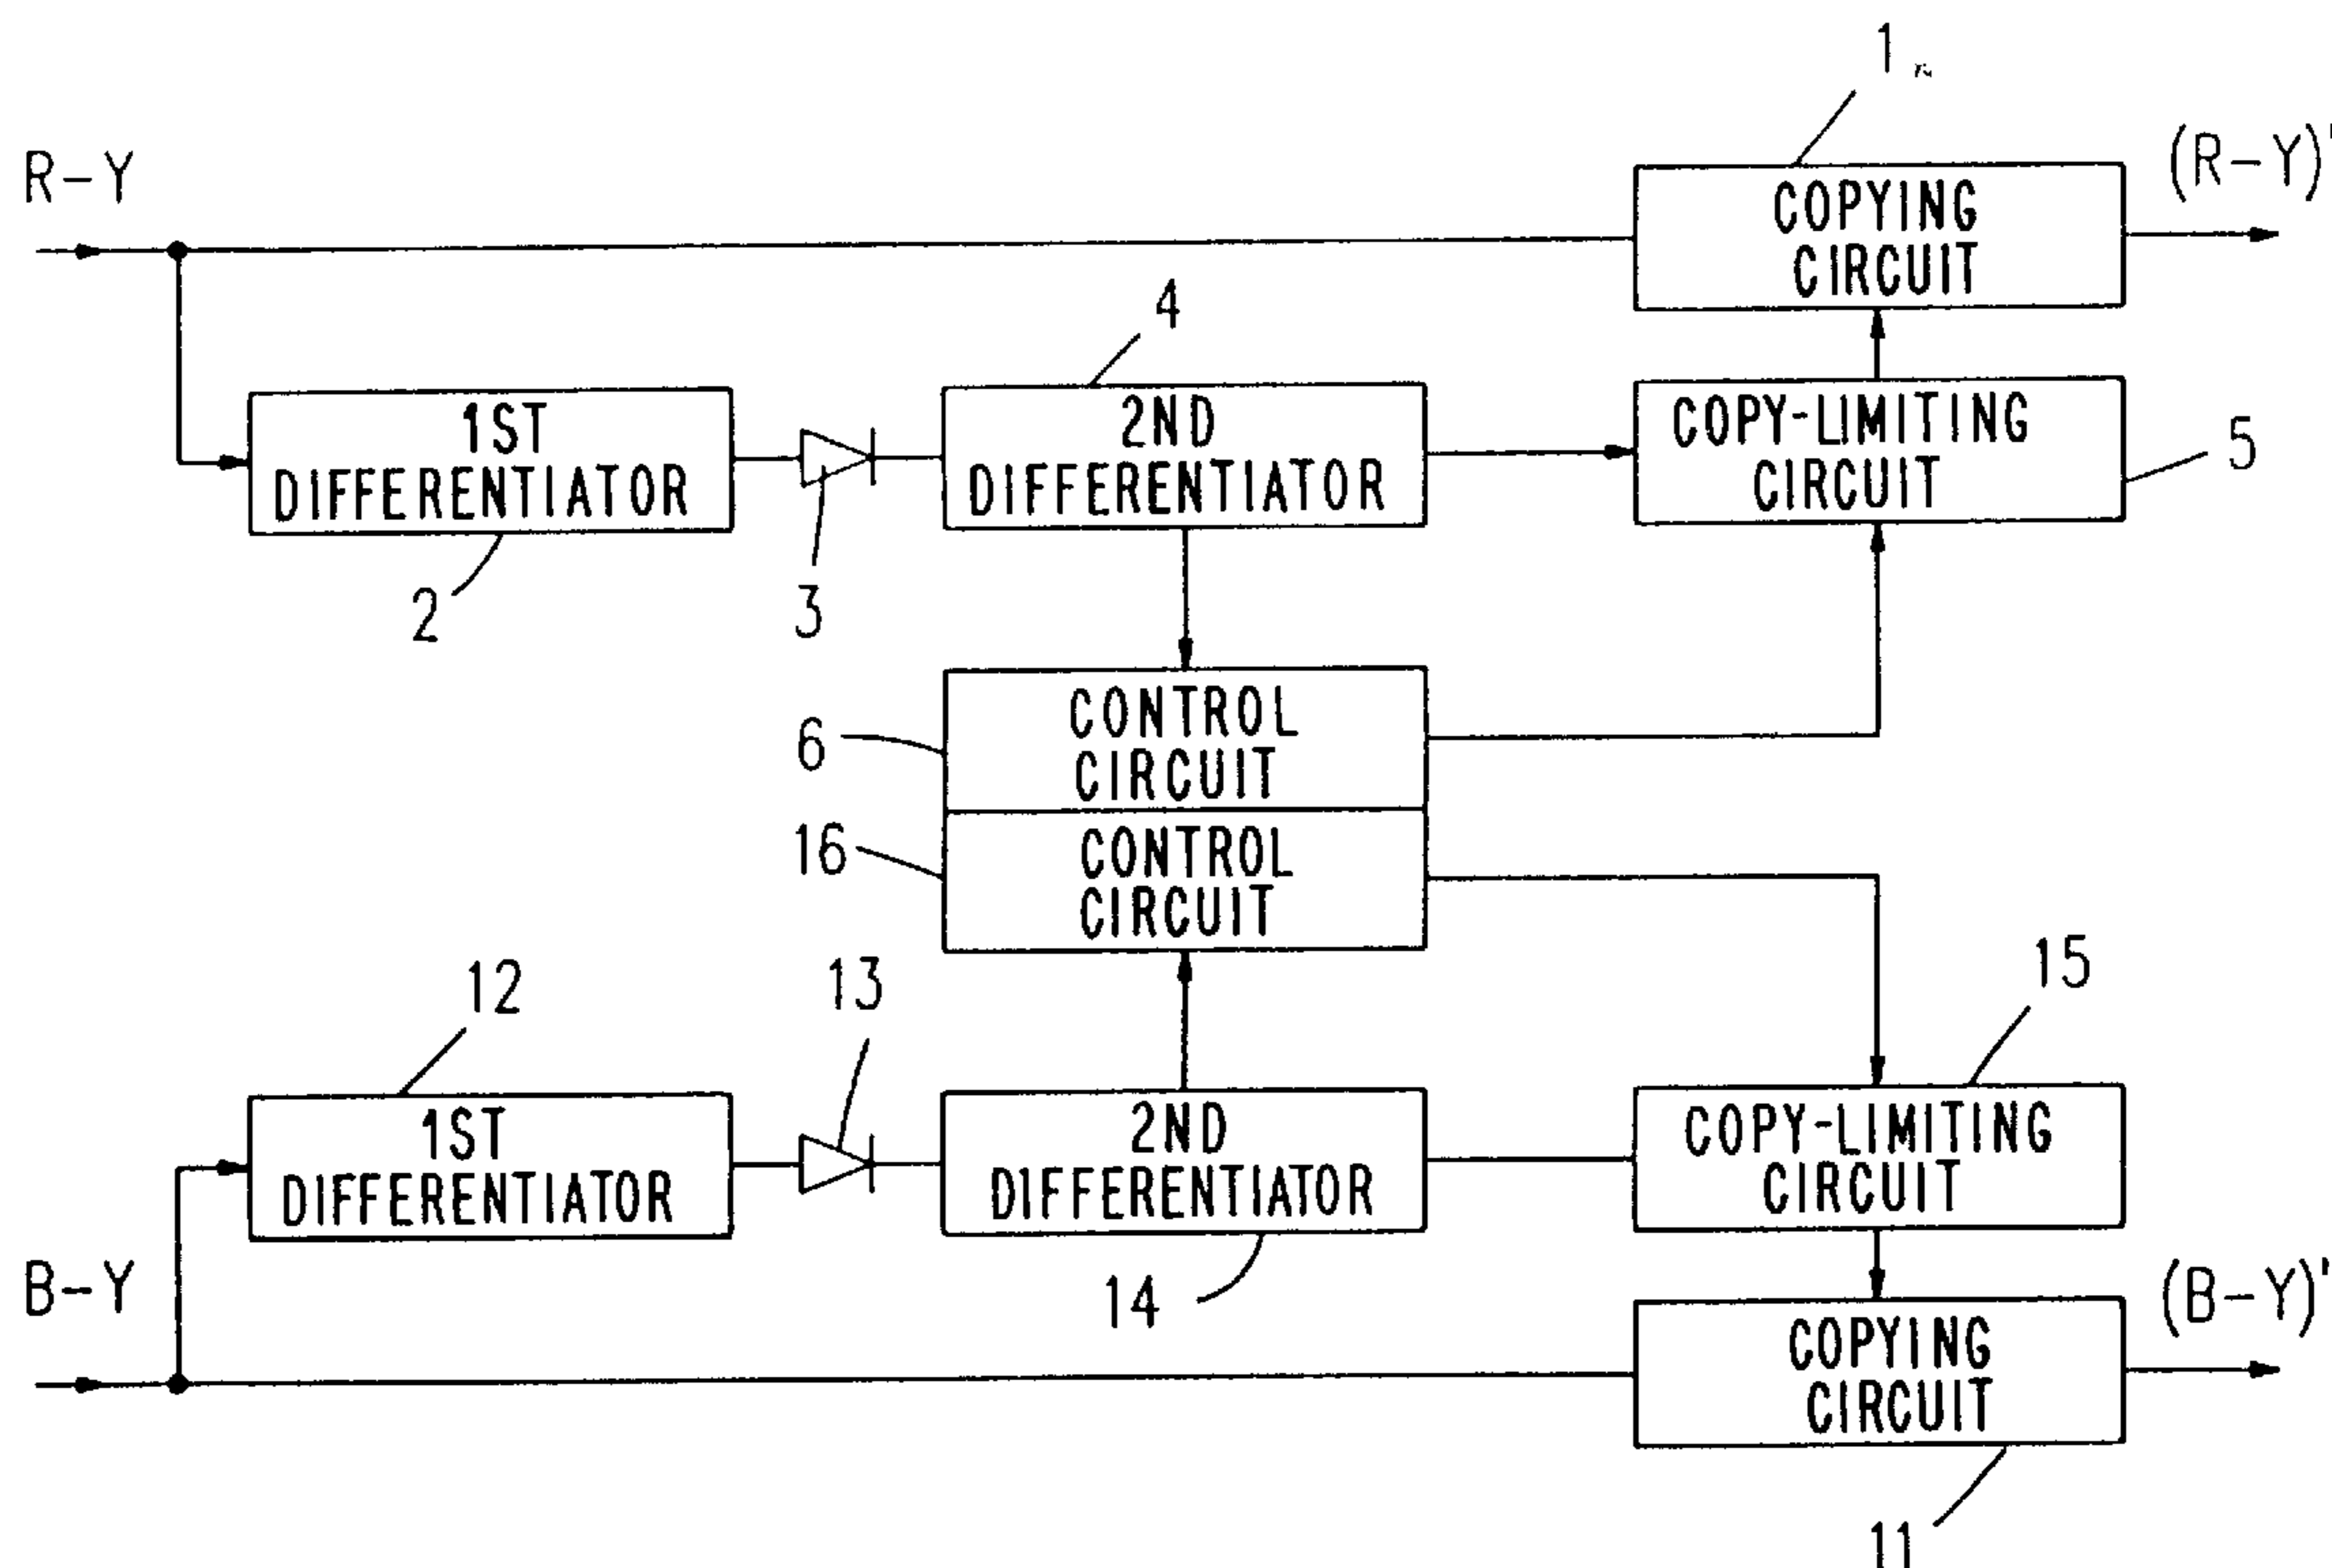 1
R-Y
(R-Y)'
COPYING
CIRCUIT
4
1ST
DIFFERENTIATOR
2ND
DIFFERENTIATOR
COPY-LIMITING
CIRCUIT
5
2
3
6
CONTROL
CIRCUIT
16
CONTROL
CIRCUIT
12
13
15
1ST
DIFFERENTIATOR
2ND
DIFFERENTIATOR
COPY-LIMITING
CIRCUIT
B-Y
14
(B-Y)'
COPYING
CIRCUIT
11